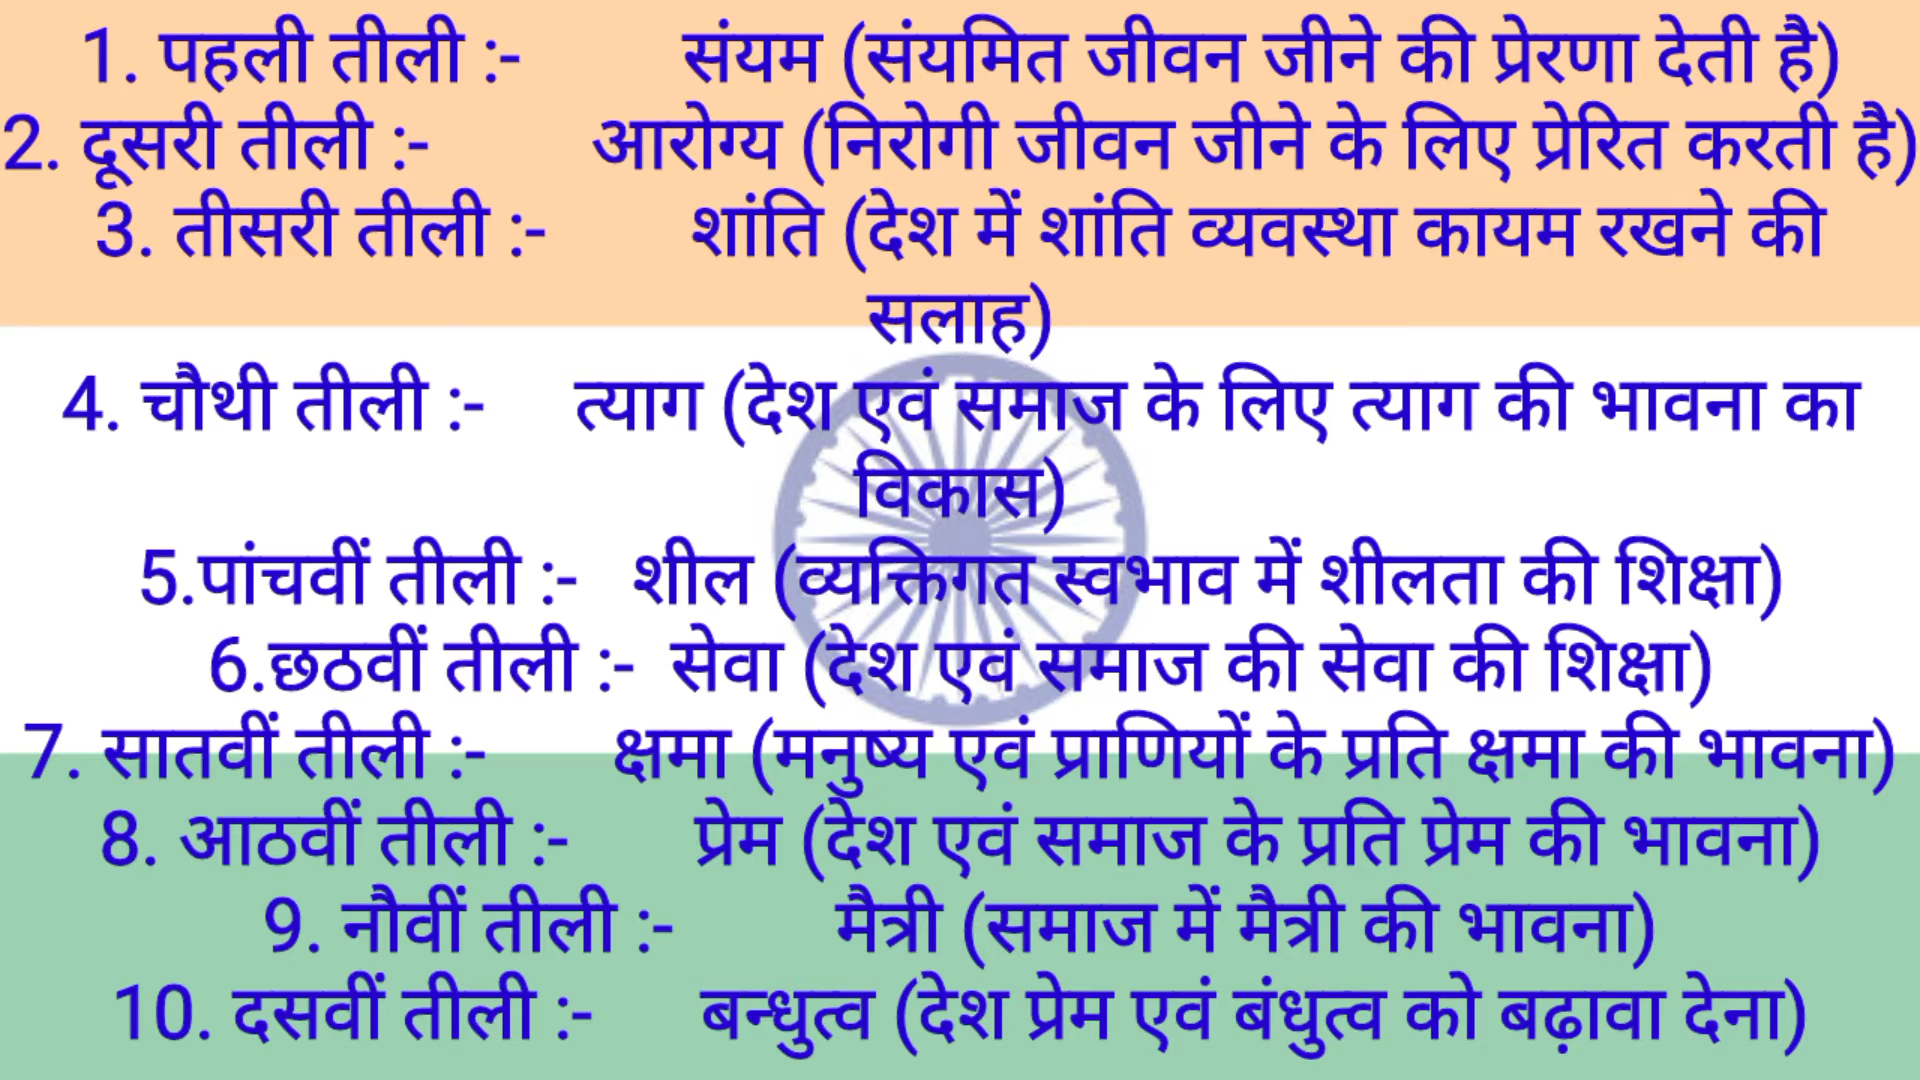 1. पहली तीली :- संयम (संयमित जीवन जीने की प्रेरणा देती है)
2. दूसरी तीली :- आरोग्य (निरोगी जीवन जीने के लिए प्रेरित करती है)
3. तीसरी तीली :- शांति (देश में शांति व्यवस्था कायम रखने की
सलाह)
4. चौथी तीली :- त्याग (देश एवं समाज के लिए त्याग की भावना का
विकास)
5.पांचवीं तीली :- शील (व्यक्तिगत स्वभाव में शीलता की शिक्षा)
6.छठवीं तीली :- सेवा (देश एवं समाज की सेवा की शिक्षा)
7. सातवीं तीली :- क्षमा (मनुष्य एवं प्राणियों के प्रति क्षमा की भावना)
8. आठवीं तीली :- प्रेम (देश एवं समाज के प्रति प्रेम की भावना)
9. नौवीं तीली :- मैत्री (समाज में मैत्री की भावना)
10. दसवीं तीली :- बन्धुत्व (देश प्रेम एवं बंधुत्व को बढ़ावा देना)